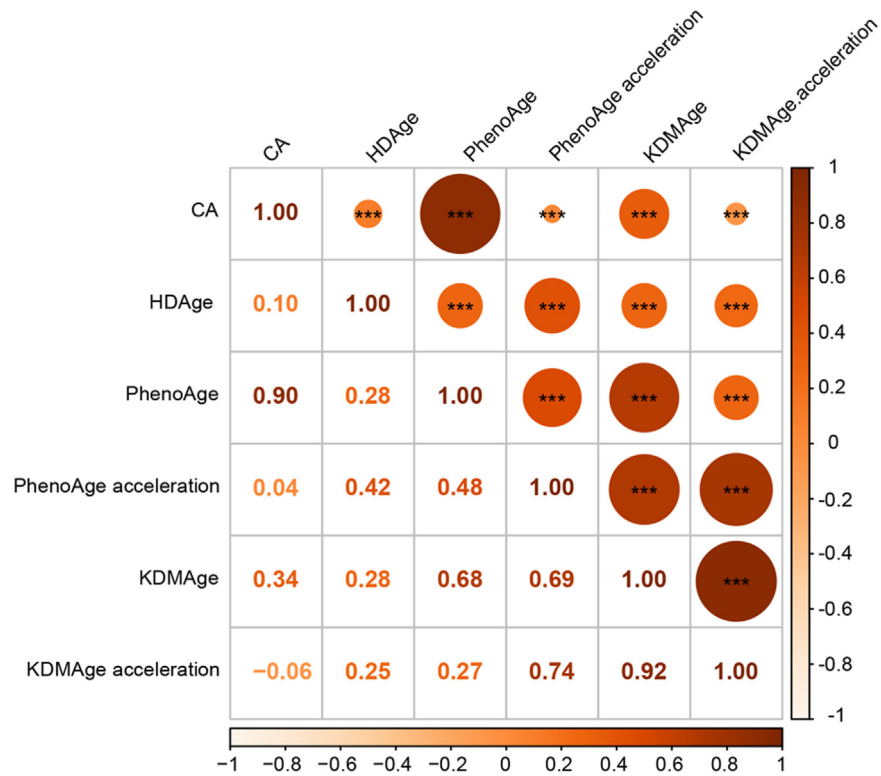 CA HDAge PhenoAge PhenoAge acceleration KDMAge KDMAge.acceleration
CA 1.00 *** *** *** *** ***
HDAge 0.10 1.00 *** *** *** ***
PhenoAge 0.90 0.28 1.00 *** *** ***
PhenoAge acceleration 0.04 0.42 0.48 1.00 *** ***
KDMAge 0.34 0.28 0.68 0.69 1.00 ***
KDMAge acceleration −0.06 0.25 0.27 0.74 0.92 1.00
1
0.8
0.6
0.4
0.2
0
-0.2
-0.4
-0.6
-0.8
-1
−1 −0.8 −0.6 −0.4 −0.2 0 0.2 0.4 0.6 0.8 1